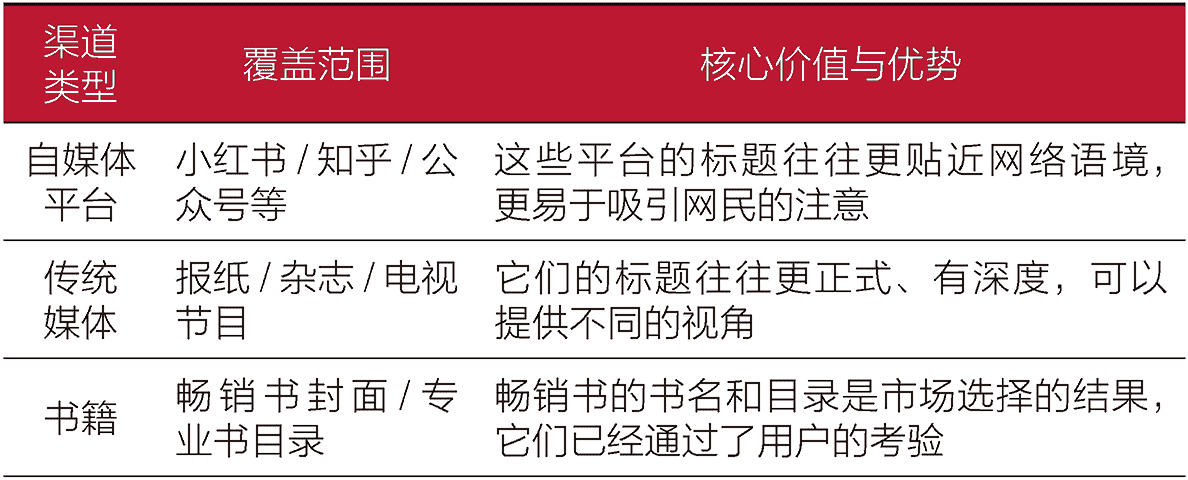 渠道
类型
覆盖范围
核心价值与优势
自媒体
平台
小红书 / 知乎 / 公
众号等
这些平台的标题往往更贴近网络语境，
更易于吸引网民的注意
传统
媒体
报纸 / 杂志 / 电视
节目
它们的标题往往更正式、有深度，可以
提供不同的视角
书籍
畅销书封面 / 专
业书目录
畅销书的书名和目录是市场选择的结果，
它们已经通过了用户的考验